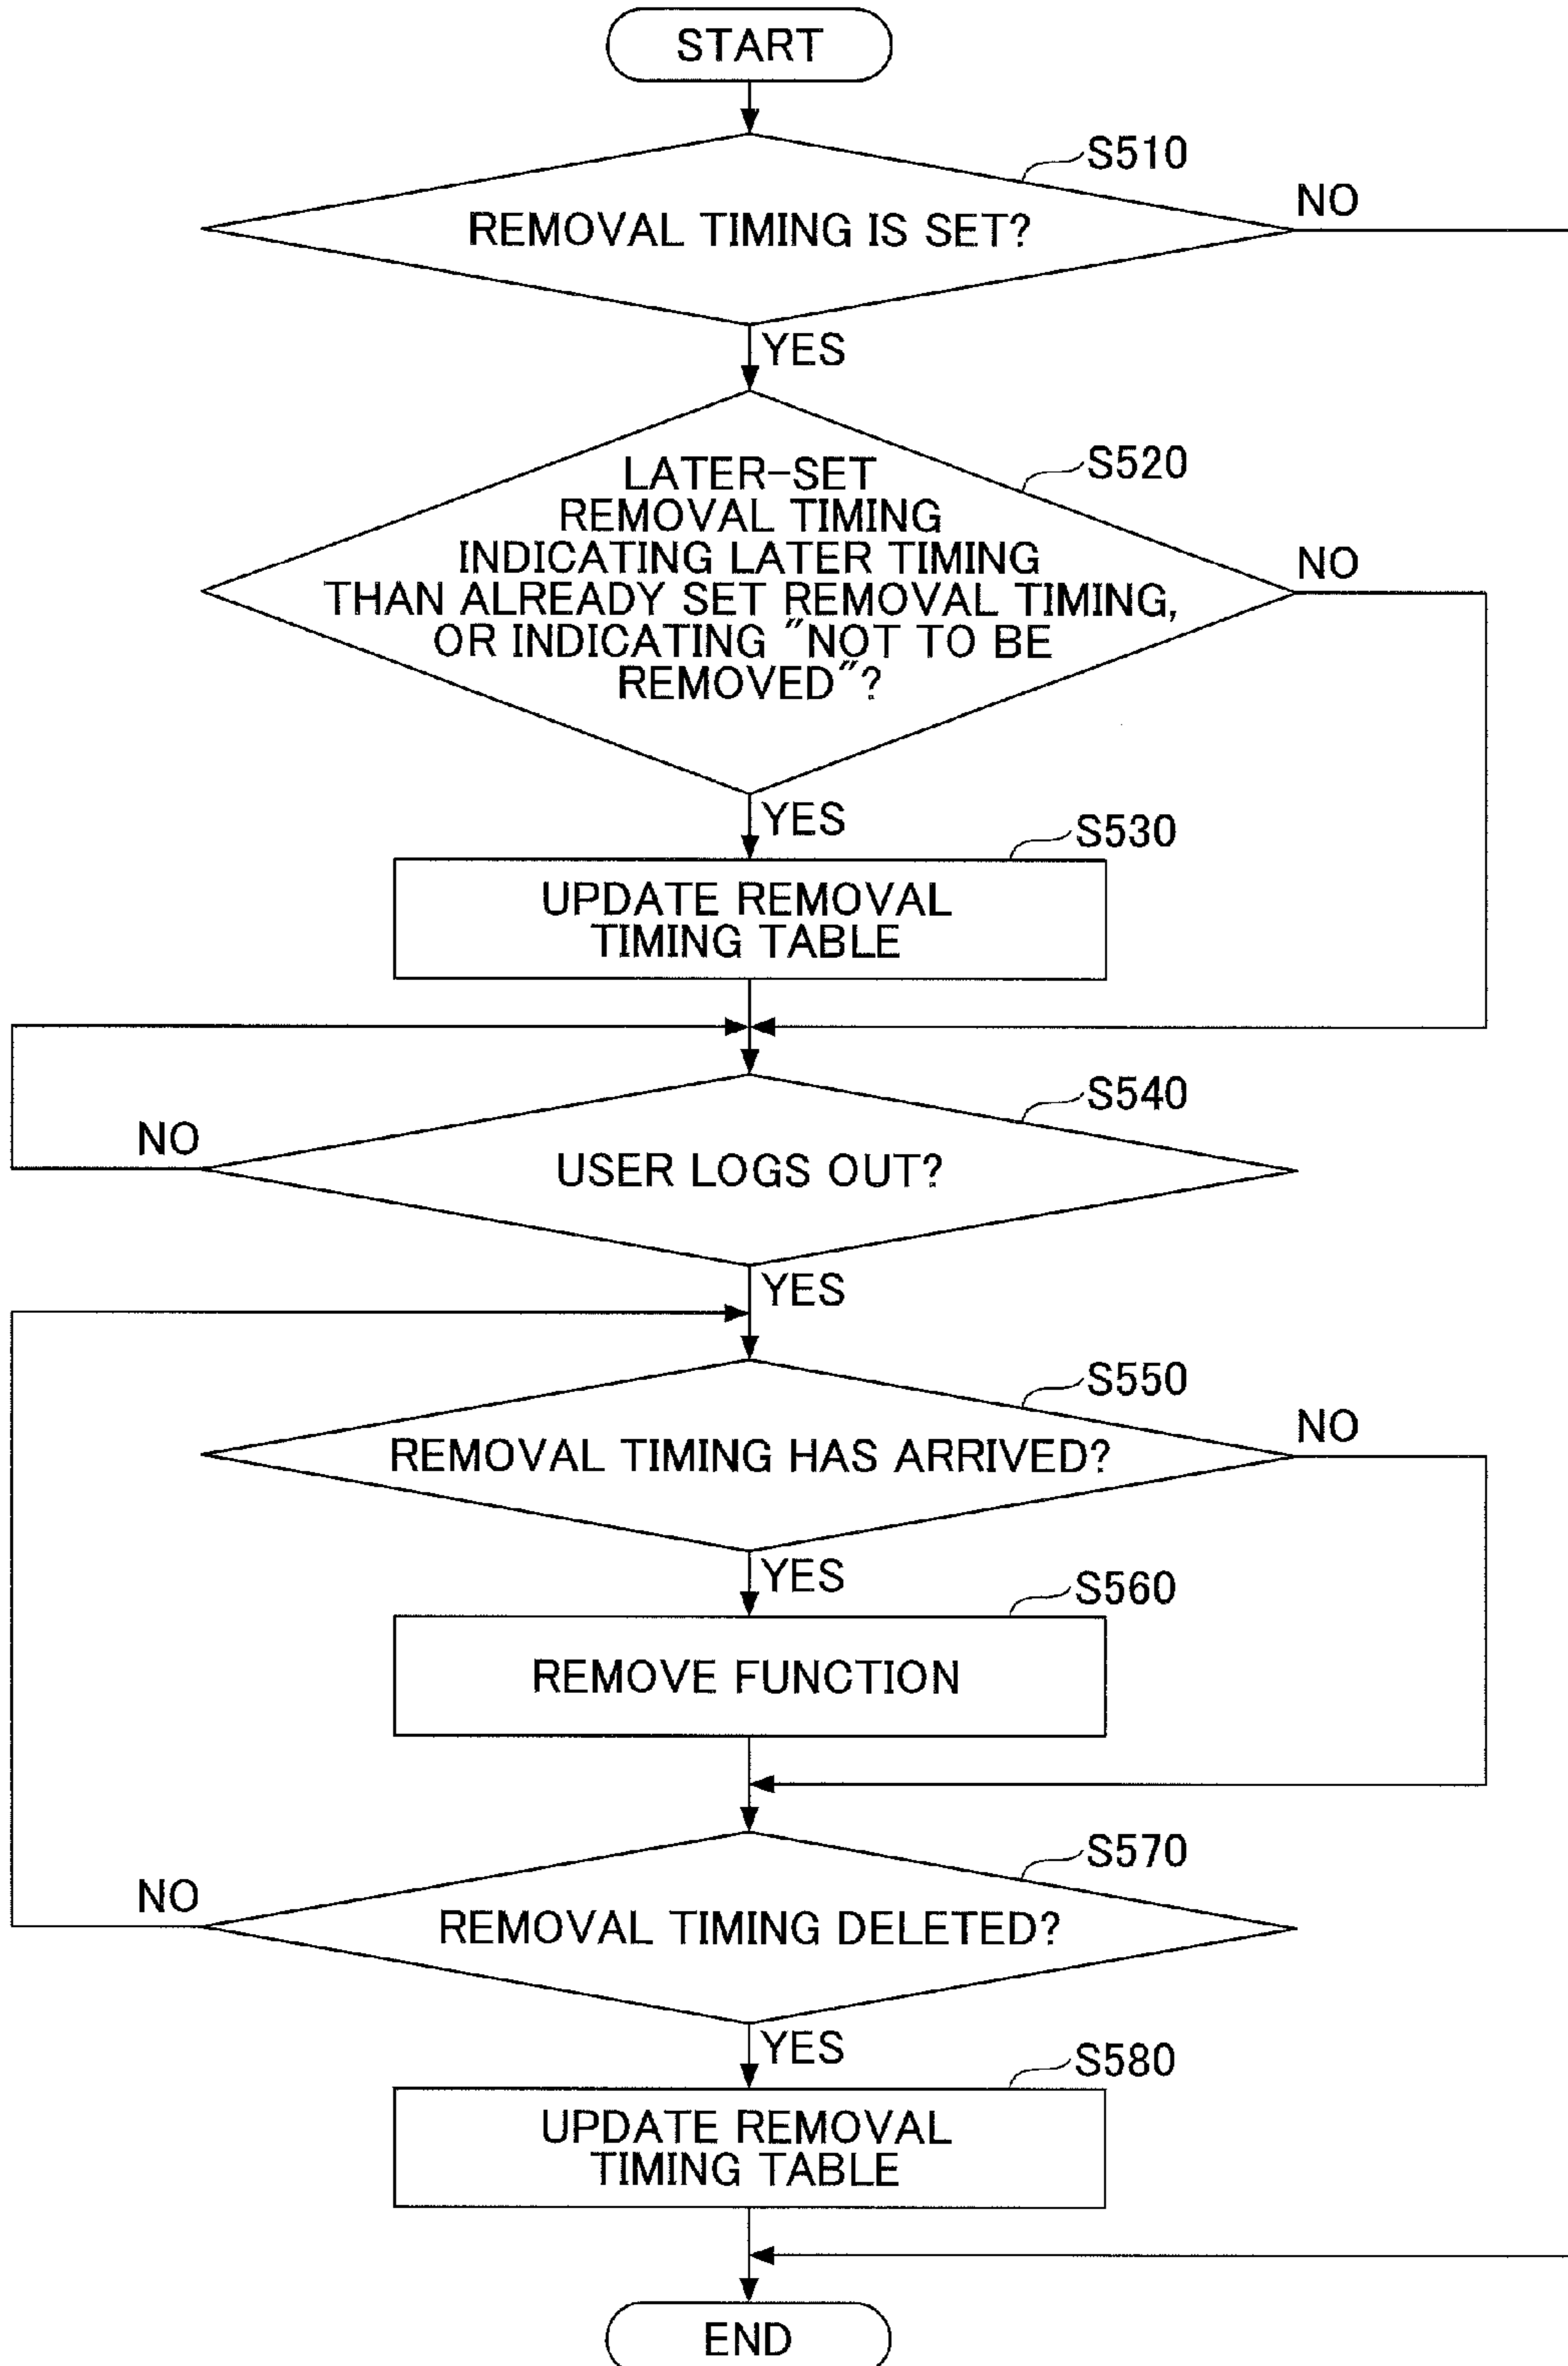 START
S510
REMOVAL TIMING IS SET?
NO
YES
S520
LATER-SET
REMOVAL TIMING
INDICATING LATER TIMING
THAN ALREADY SET REMOVAL TIMING,
OR INDICATING "NOT TO BE
REMOVED"?
NO
YES
S530
UPDATE REMOVAL
TIMING TABLE
S540
NO
USER LOGS OUT?
YES
S550
NO
REMOVAL TIMING HAS ARRIVED?
YES
S560
REMOVE FUNCTION
S570
NO
REMOVAL TIMING DELETED?
YES
S580
UPDATE REMOVAL
TIMING TABLE
END